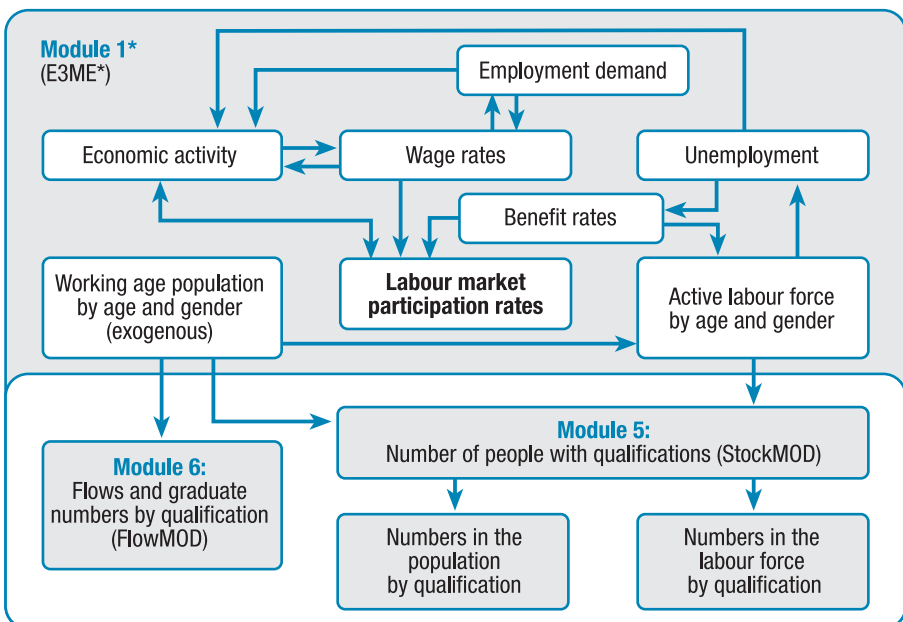 Module 1*
(E3ME*)
Employment demand
Economic activity
Wage rates
Unemployment
Benefit rates
Working age population
by age and gender
(exogenous)
Labour market
participation rates
Active labour force
by age and gender
Module 5:
Number of people with qualifications (StockMOD)
Module 6:
Flows and graduate
numbers by qualification
(FlowMOD)
Numbers in the
population
by qualification
Numbers in the
labour force
by qualification